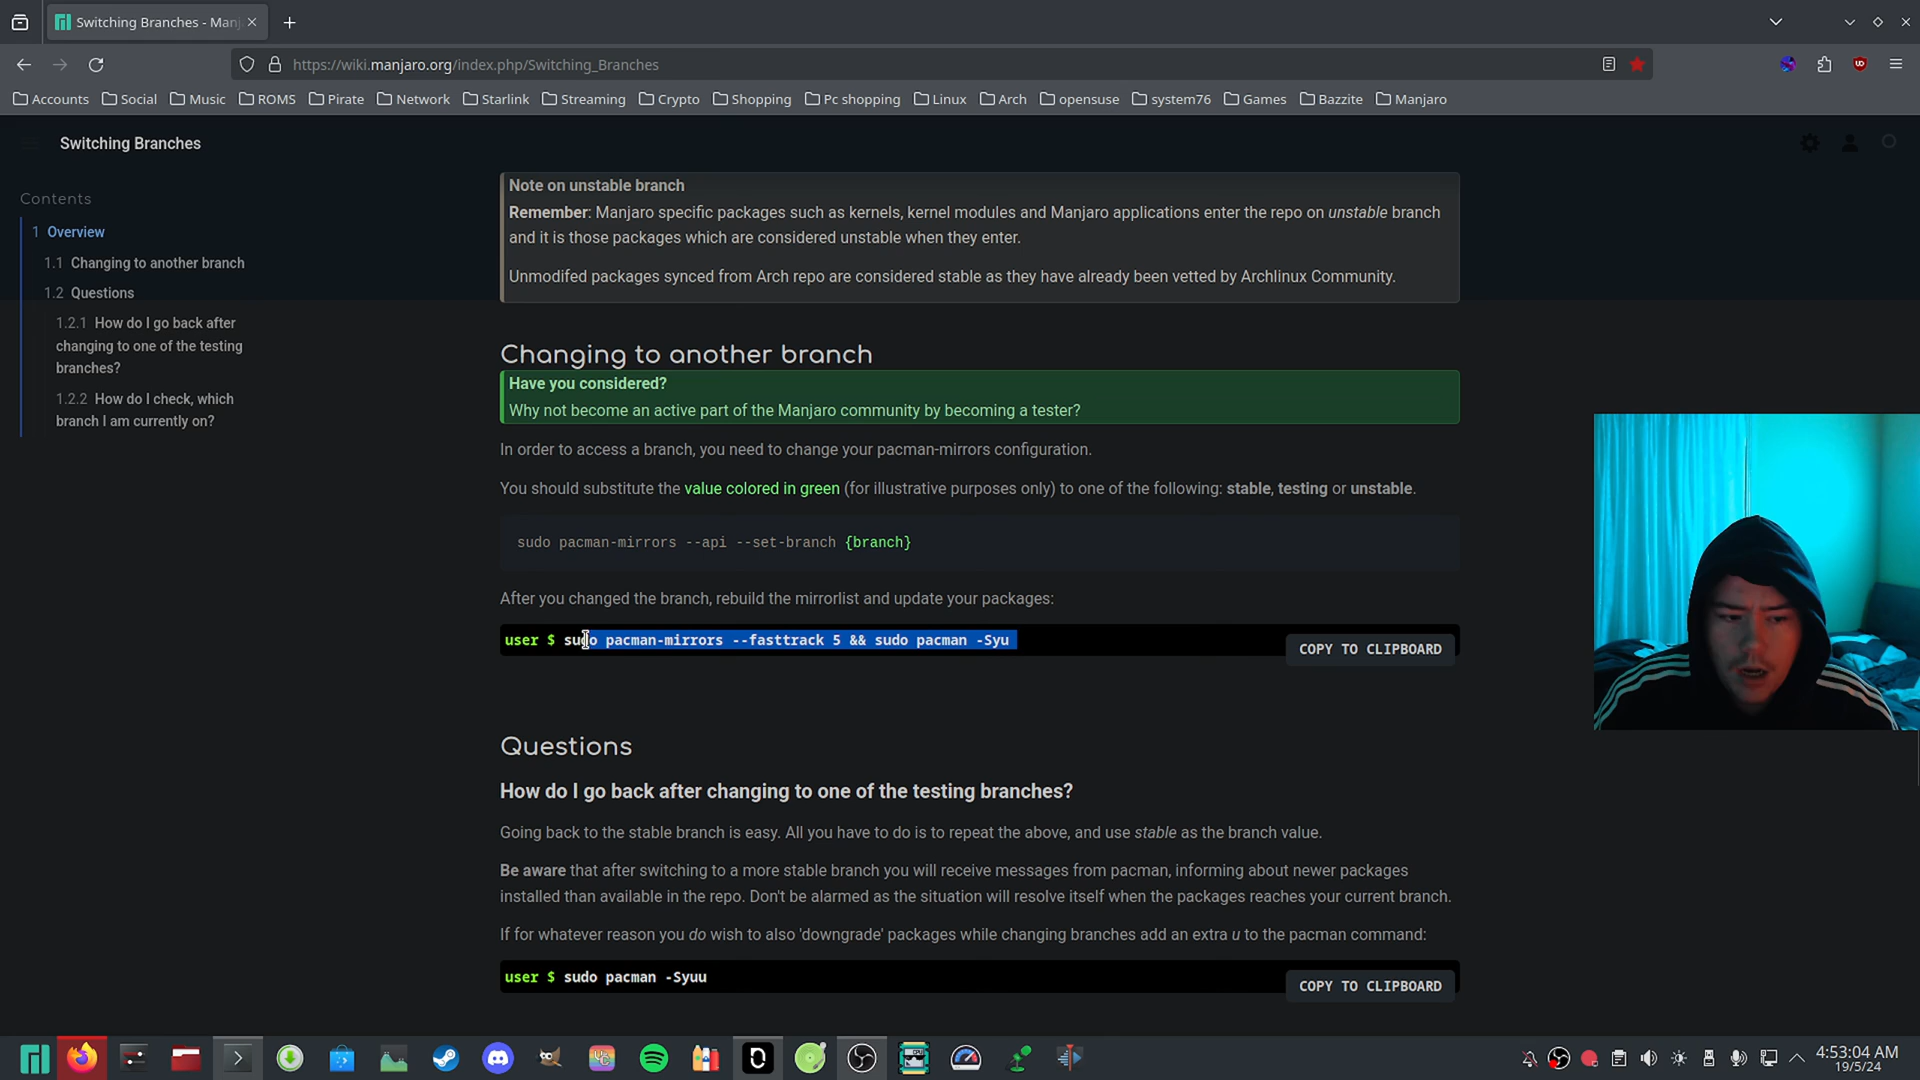 Switching Branches - Manj
https://wiki.manjaro.org/index.php/Switching_Branches
Accounts Social Music ROMS Pirate Network Starlink Streaming Crypto Shopping Pc shopping Linux Arch opensuse system76 Games Bazzite Manjaro
Switching Branches
Contents
1 Overview
1.1 Changing to another branch
1.2 Questions
1.2.1 How do I go back after
changing to one of the testing
branches?
1.2.2 How do I check, which
branch I am currently on?
Note on unstable branch
Remember: Manjaro specific packages such as kernels, kernel modules and Manjaro applications enter the repo on unstable branch
and it is those packages which are considered unstable when they enter.
Unmodifed packages synced from Arch repo are considered stable as they have already been vetted by Archlinux Community.
Changing to another branch
Have you considered?
Why not become an active part of the Manjaro community by becoming a tester?
In order to access a branch, you need to change your pacman-mirrors configuration.
You should substitute the value colored in green (for illustrative purposes only) to one of the following: stable, testing or unstable.
sudo pacman-mirrors --api --set-branch {branch}
After you changed the branch, rebuild the mirrorlist and update your packages:
user $ sudo pacman-mirrors --fasttrack 5 && sudo pacman -Syu
COPY TO CLIPBOARD
Questions
How do I go back after changing to one of the testing branches?
Going back to the stable branch is easy. All you have to do is to repeat the above, and use stable as the branch value.
Be aware that after switching to a more stable branch you will receive messages from pacman, informing about newer packages
installed than available in the repo. Don't be alarmed as the situation will resolve itself when the packages reaches your current branch.
If for whatever reason you do wish to also 'downgrade' packages while changing branches add an extra u to the pacman command:
user $ sudo pacman -Syuu
COPY TO CLIPBOARD
4:53:04 AM
19/5/24